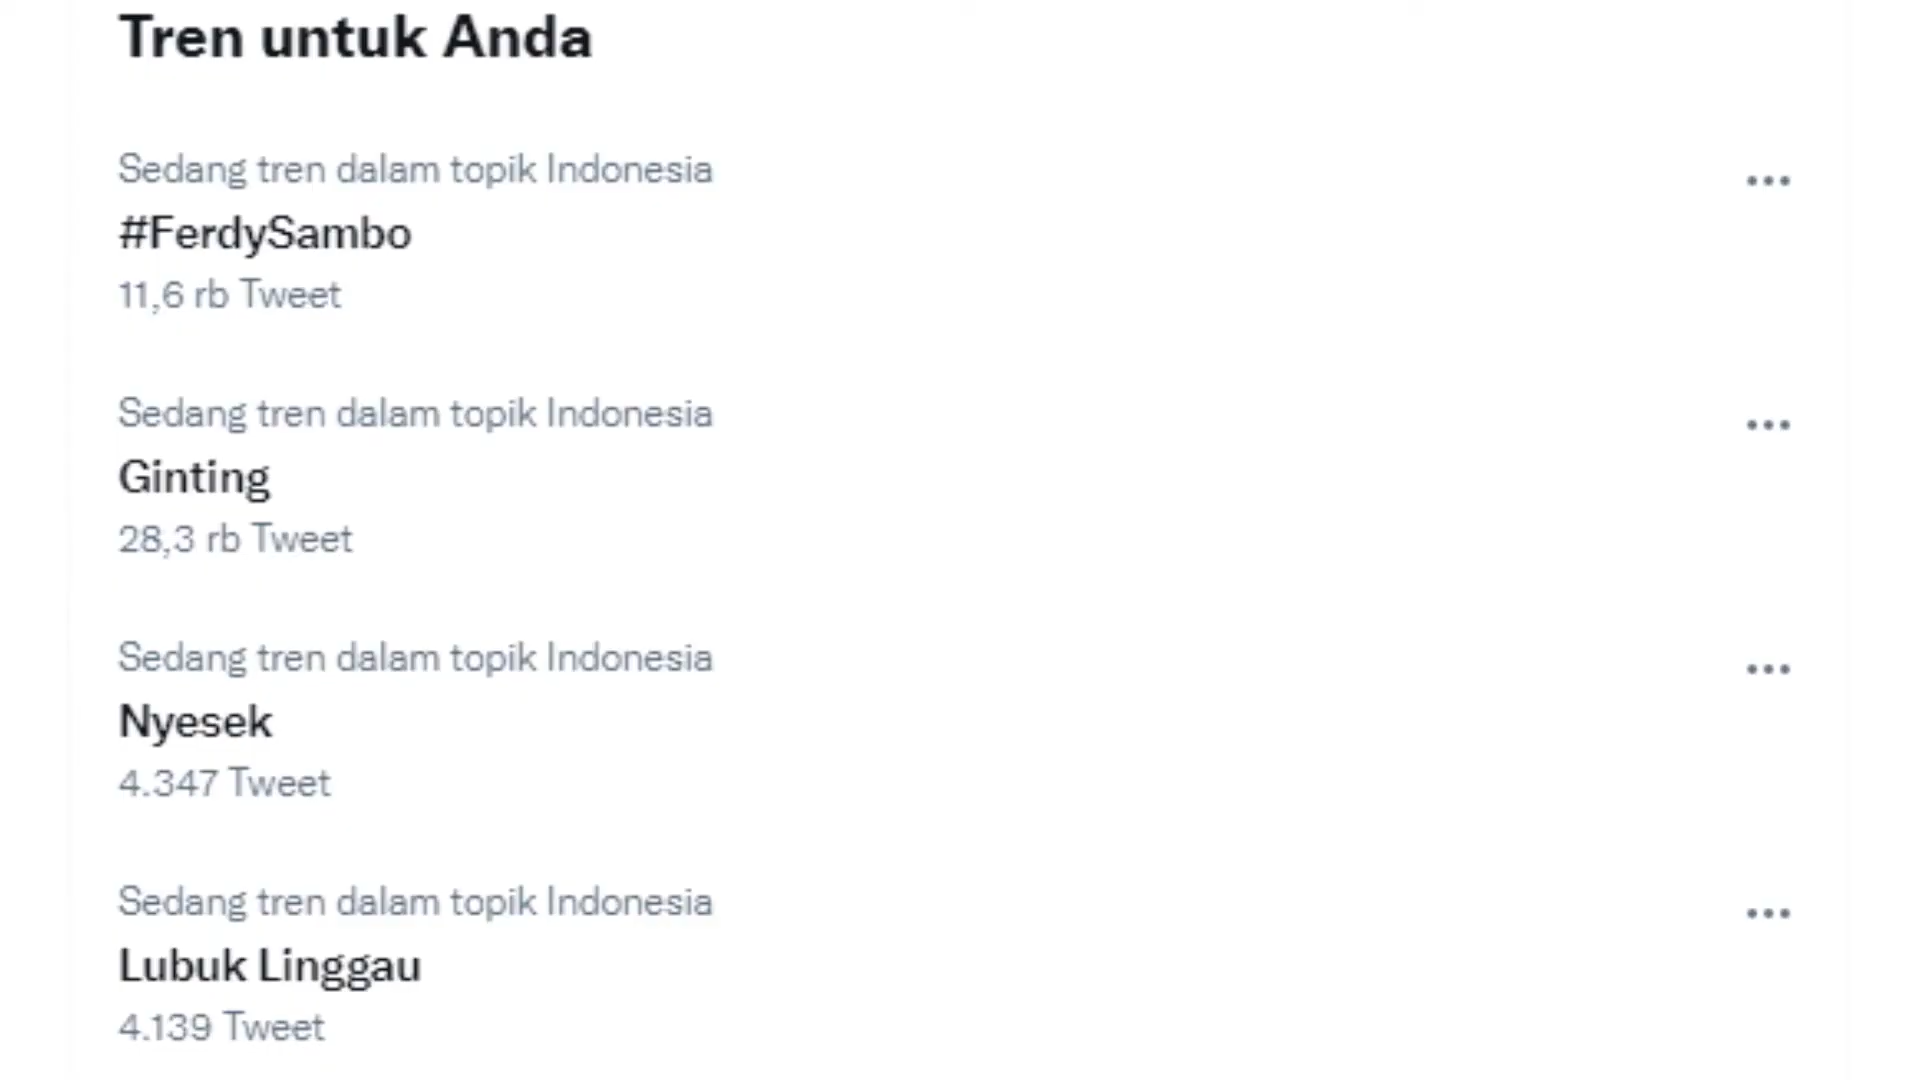 Tren untuk Anda
Sedang tren dalam topik Indonesia
#FerdySambo
11,6 rb Tweet
Sedang tren dalam topik Indonesia
Ginting
28,3 rb Tweet
Sedang tren dalam topik Indonesia
Nyesek
4.347 Tweet
Sedang tren dalam topik Indonesia
Lubuk Linggau
4.139 Tweet